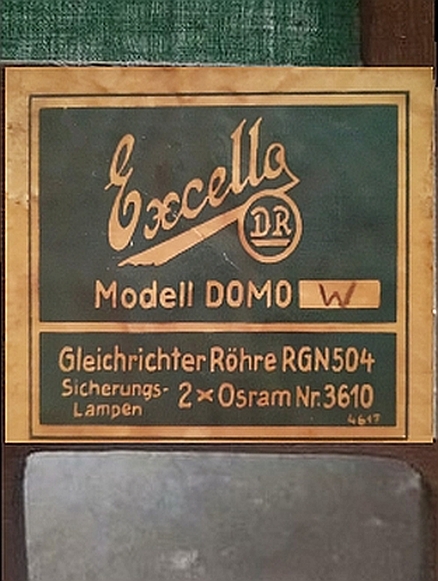 Excella
DR
Modell DOMO W
Gleichrichter Röhre RGN504
Sicherungs-
Lampen 2 x Osram Nr. 3610
4617